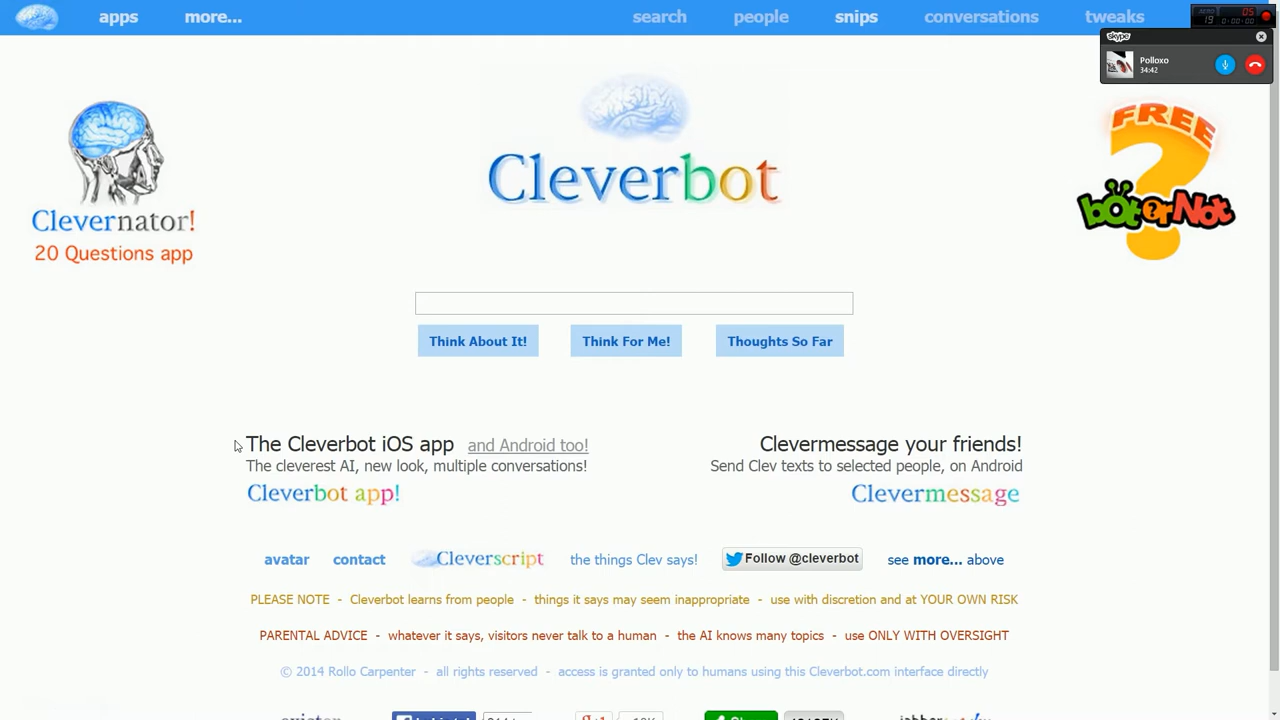 apps more... search people snips conversations tweaks
skype
Polloxo
34:42
Cleverbot
Clevernator!
20 Questions app
FREE
bot or Not
?
Think About It! Think For Me! Thoughts So Far
The Cleverbot iOS app and Android too!
The cleverest AI, new look, multiple conversations!
Cleverbot app!
Clevermessage your friends!
Send Clev texts to selected people, on Android
Clevermessage
avatar contact Cleverscript the things Clev says! Follow @cleverbot see more... above
PLEASE NOTE - Cleverbot learns from people - things it says may seem inappropriate - use with discretion and at YOUR OWN RISK
PARENTAL ADVICE - whatever it says, visitors never talk to a human - the AI knows many topics - use ONLY WITH OVERSIGHT
© 2014 Rollo Carpenter - all rights reserved - access is granted only to humans using this Cleverbot.com interface directly